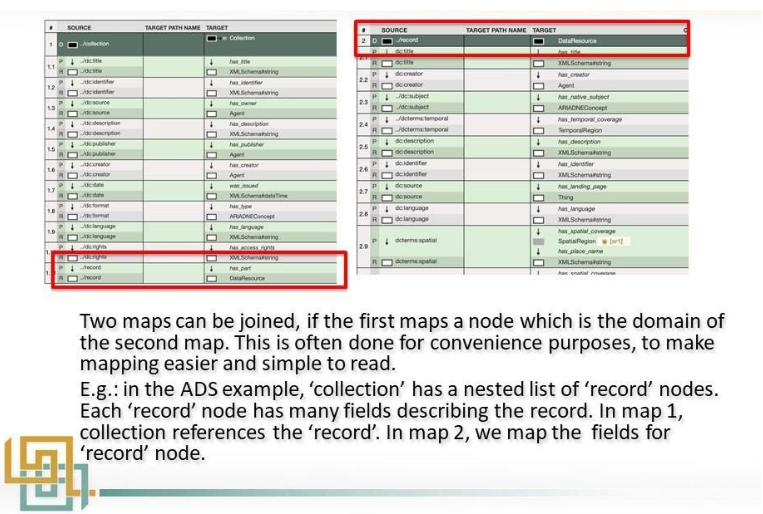 # SOURCE TARGET PATH NAME TARGET
1 D ../collection Collection
1.1 P ../dc:title has_title
R ../dc:title XMLSchema#string
1.2 P ../dc:identifier has_identifier
R ../dc:identifier XMLSchema#string
1.3 P ../dc:source has_owner
R ../dc:source Agent
1.4 P ../dc:description has_description
R ../dc:description XMLSchema#string
1.5 P ../dc:publisher has_publisher
R ../dc:publisher Agent
1.6 P ../dc:creator has_creator
R ../dc:creator Agent
1.7 P ../dc:date was_issued
R ../dc:date XMLSchema#dateTime
1.8 P ../dc:format has_type
R ../dc:format ARIADNEConcept
1.9 P ../dc:language has_language
R ../dc:language XMLSchema#string
P ../dc:rights has_access_rights
R ../dc:rights XMLSchema#string
P ../record has_part
R ../record DataResource
# SOURCE TARGET PATH NAME TARGET
2 D ../record DataResource
P dc:title has_title
R dc:title XMLSchema#string
2.2 P dc:creator has_creator
R dc:creator Agent
2.3 P ../dc:subject has_native_subject
R ../dc:subject ARIADNEConcept
2.4 P ../dcterms:temporal has_temporal_coverage
R ../dcterms:temporal TemporalRegion
2.5 P dc:description has_description
R dc:description XMLSchema#string
2.6 P dc:identifier has_identifier
R dc:identifier XMLSchema#string
2.7 P dc:source has_landing_page
R dc:source Thing
2.8 P dc:language has_language
R dc:language XMLSchema#string
has_spatial_coverage
2.9 P dcterms:spatial SpatialRegion [sr1]
has_place_name
R dcterms:spatial XMLSchema#string
has_spatial_coverage
Two maps can be joined, if the first maps a node which is the domain of
the second map. This is often done for convenience purposes, to make
mapping easier and simple to read.
E.g.: in the ADS example, ‘collection’ has a nested list of ‘record’ nodes.
Each ‘record’ node has many fields describing the record. In map 1,
collection references the ‘record’. In map 2, we map the fields for
‘record’ node.